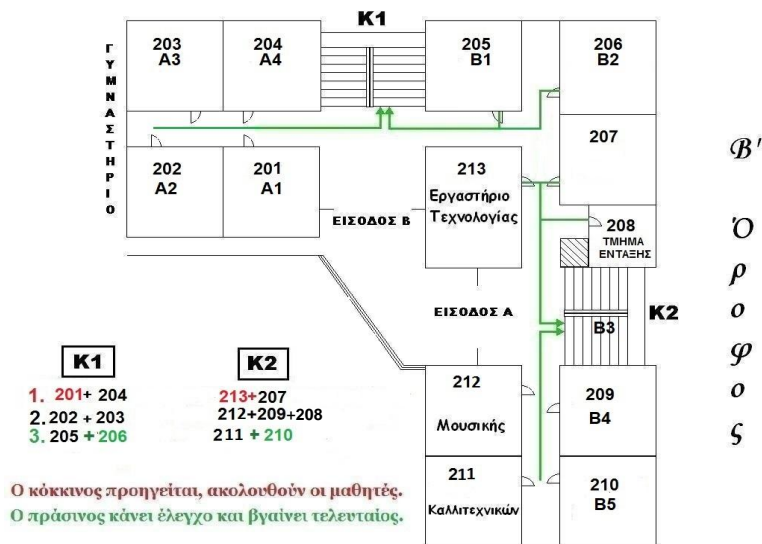 K1
ΓΥΜΝΑΣΤΗΡΙΟ
203
A3
204
A4
205
B1
206
B2
207
202
A2
201
A1
213
Εργαστήριο
Τεχνολογίας
ΕΙΣΟΔΟΣ Β
208
ΤΜΗΜΑ
ΕΝΤΑΞΗΣ
ΕΙΣΟΔΟΣ Α
B3
K2
212
Μουσικής
209
B4
211
Καλλιτεχνικών
210
B5
Β' Όροφος
K1
1. 201+ 204
2. 202 + 203
3. 205 + 206
K2
213+207
212+209+208
211 + 210
Ο κόκκινος προηγείται, ακολουθούν οι μαθητές.
Ο πράσινος κάνει έλεγχο και βγαίνει τελευταίος.